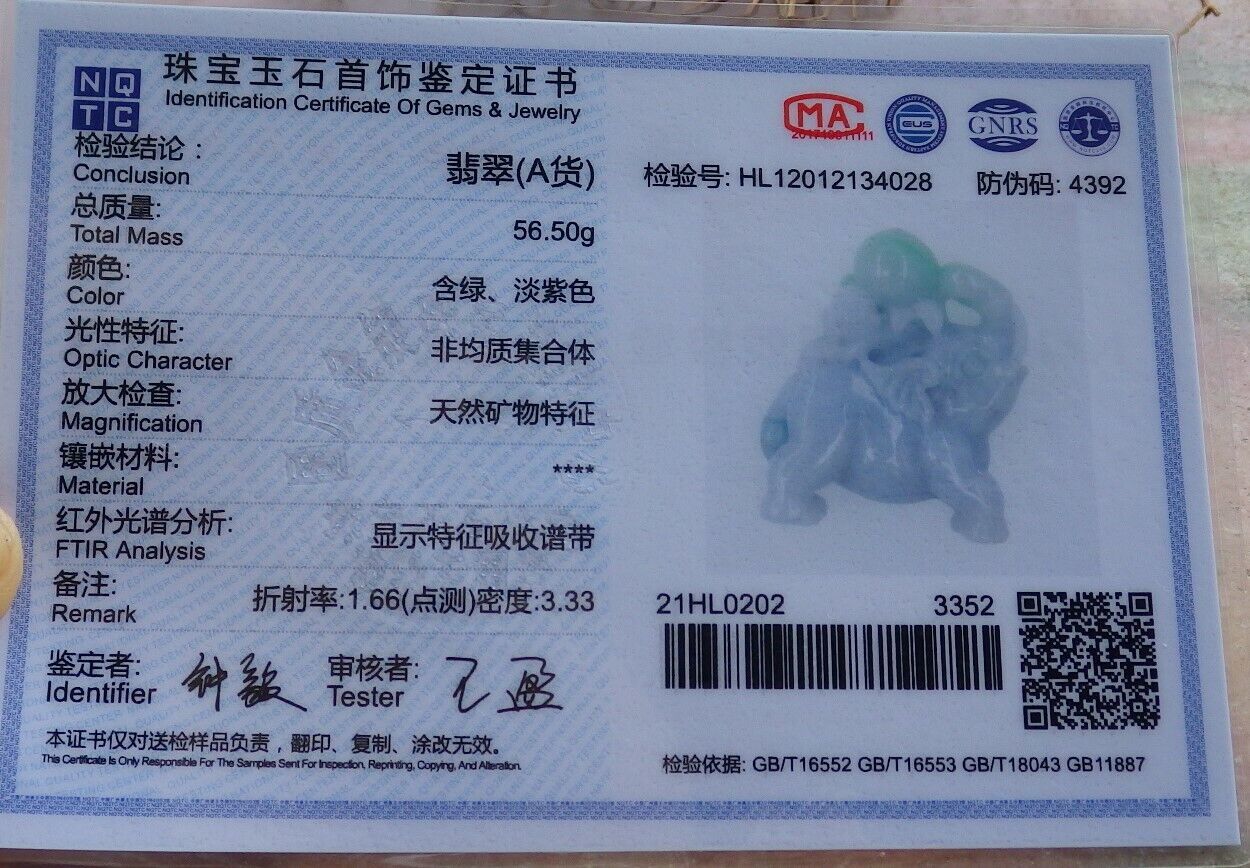 NQ
TC
珠宝玉石首饰鉴定证书
Identification Certificate Of Gems & Jewelry
检验结论：
Conclusion
翡翠(A货)
总质量:
Total Mass
56.50g
颜色:
Color
含绿、淡紫色
光性特征:
Optic Character
非均质集合体
放大检查:
Magnification
天然矿物特征
镶嵌材料:
Material
****
红外光谱分析:
FTIR Analysis
显示特征吸收谱带
备注:
Remark
折射率:1.66(点测)密度:3.33
鉴定者:
Identifier
审核者:
Tester
本证书仅对送检样品负责，翻印、复制、涂改无效。
This Certificate Is Only Responsible For The Samples Sent For Inspection, Reprinting, Copying, And Alteration.
MA
GNRS
检验号: HL12012134028
防伪码: 4392
21HL0202
3352
检验依据: GB/T16552 GB/T16553 GB/T18043 GB11887